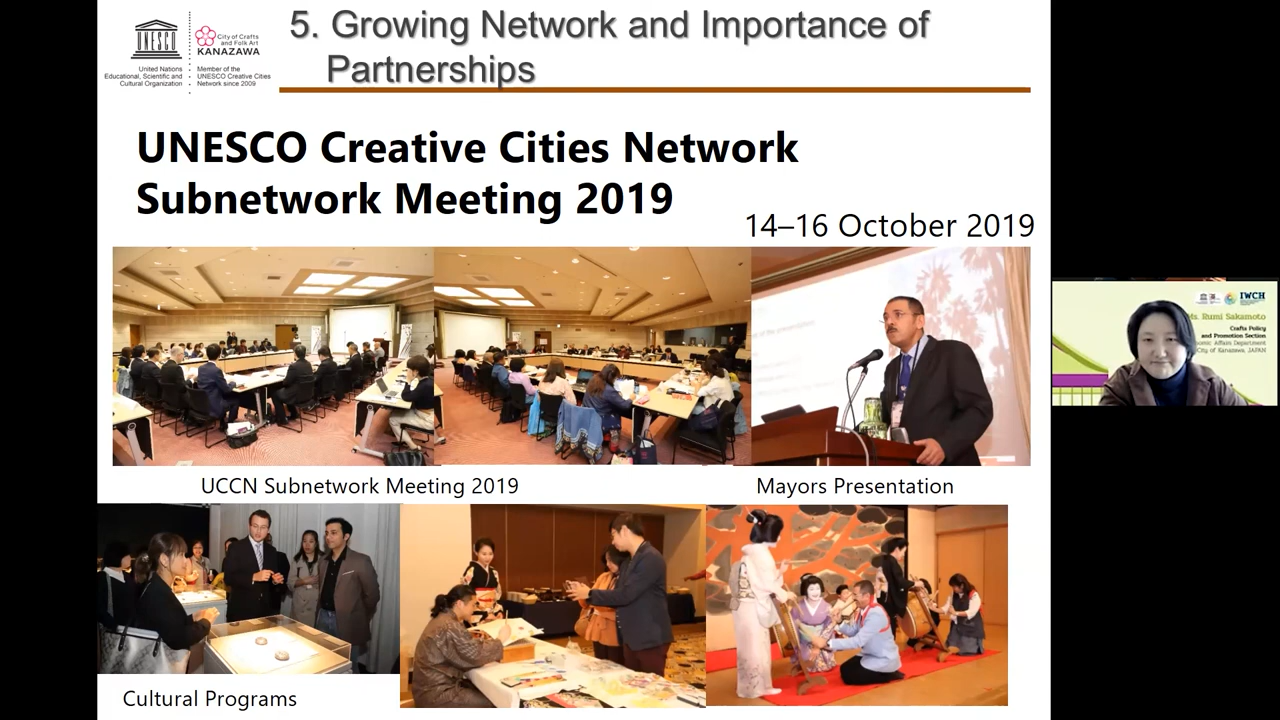 5. Growing Network and Importance of
Partnerships
UNESCO
United Nations
Educational, Scientific and
Cultural Organization
City of Crafts
and Folk Art
KANAZAWA
Member of the
UNESCO Creative Cities
Network since 2009
UNESCO Creative Cities Network
Subnetwork Meeting 2019
14–16 October 2019
UCCN Subnetwork Meeting 2019
Mayors Presentation
Cultural Programs
IWCH
Ms. Rumi Sakamoto
Crafts Policy
and Promotion Section
Affairs Department
City of Kanazawa, JAPAN